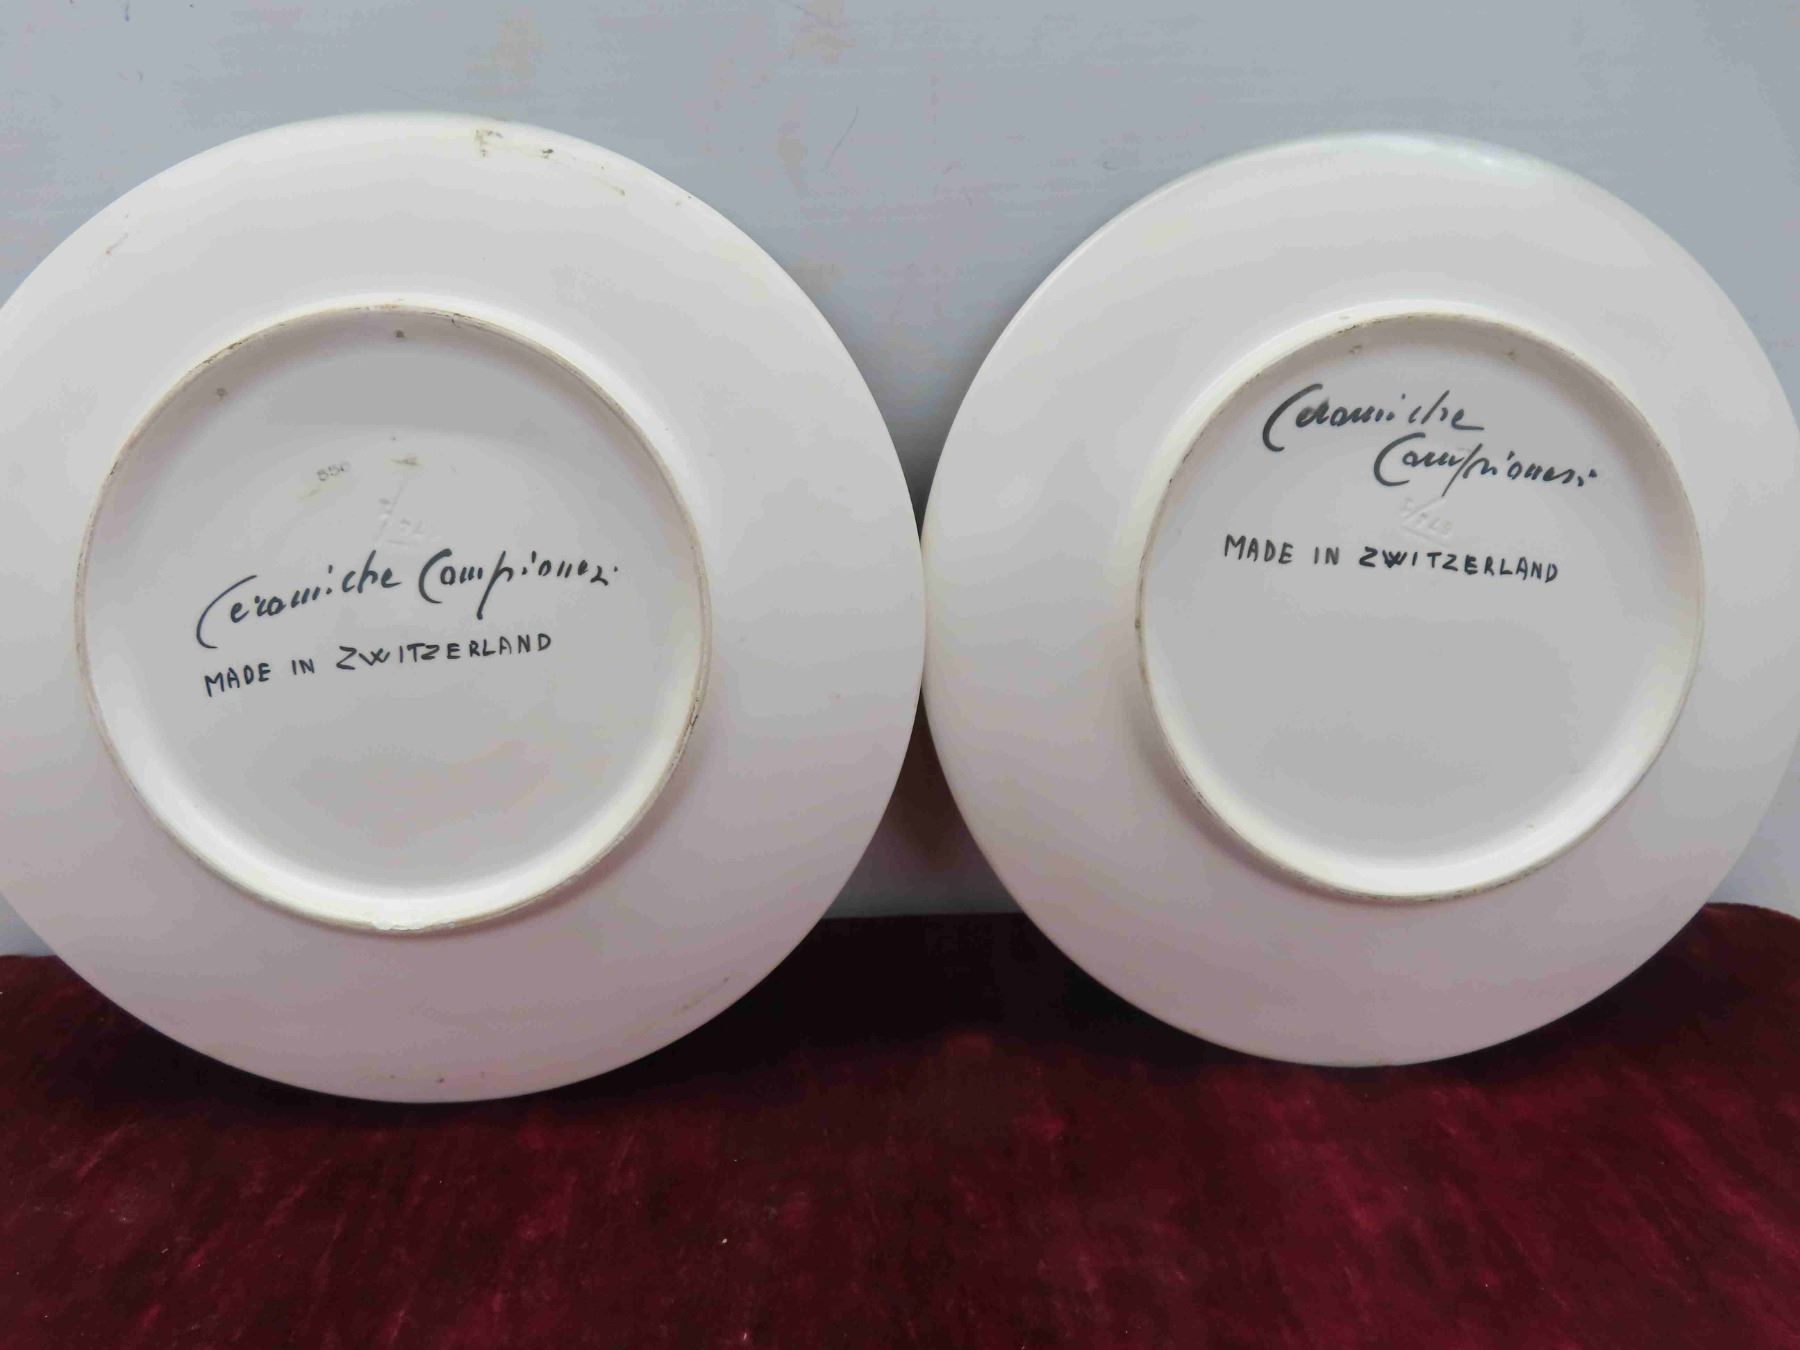 Ceramiche Campionesi
MADE IN ZWITZERLAND
Ceramiche
Campionesi
MADE IN ZWITZERLAND